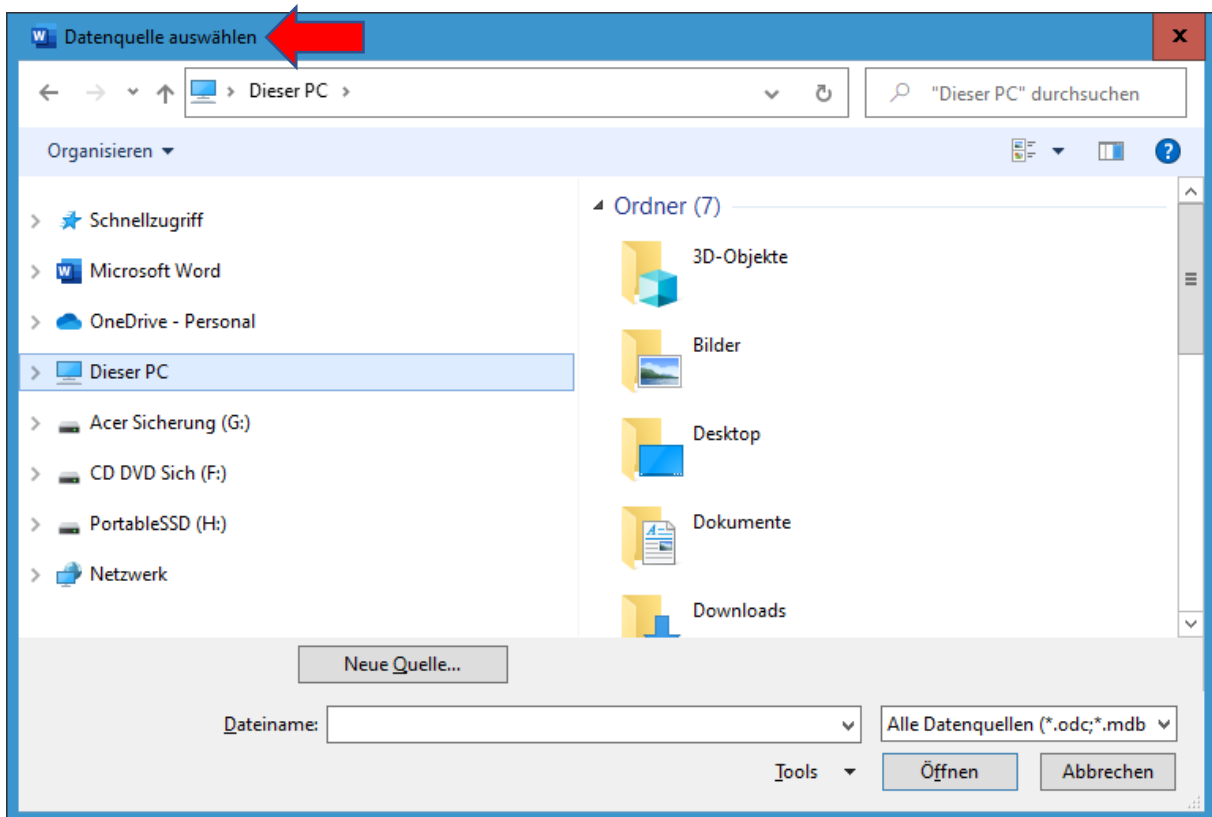 Datenquelle auswählen
Dieser PC
"Dieser PC" durchsuchen
Organisieren
Schnellzugriff
Microsoft Word
OneDrive - Personal
Dieser PC
Acer Sicherung (G:)
CD DVD Sich (F:)
PortableSSD (H:)
Netzwerk
Ordner (7)
3D-Objekte
Bilder
Desktop
Dokumente
Downloads
Neue Quelle...
Dateiname:
Alle Datenquellen (*.odc;*.mdb
Tools
Öffnen
Abbrechen